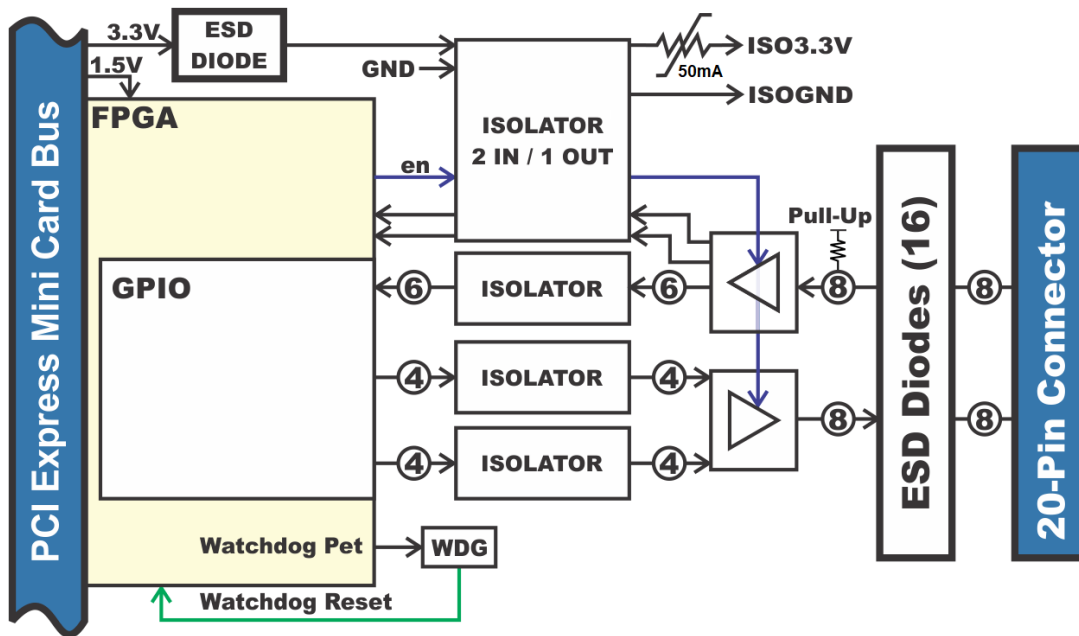 PCI Express Mini Card Bus
3.3V
ESD
DIODE
1.5V
GND
FPGA
en
ISOLATOR
2 IN / 1 OUT
50mA
ISO3.3V
ISOGND
Pull-Up
GPIO
6
ISOLATOR
6
8
8
4
ISOLATOR
4
8
8
4
ISOLATOR
4
ESD Diodes (16)
20-Pin Connector
Watchdog Pet
WDG
Watchdog Reset